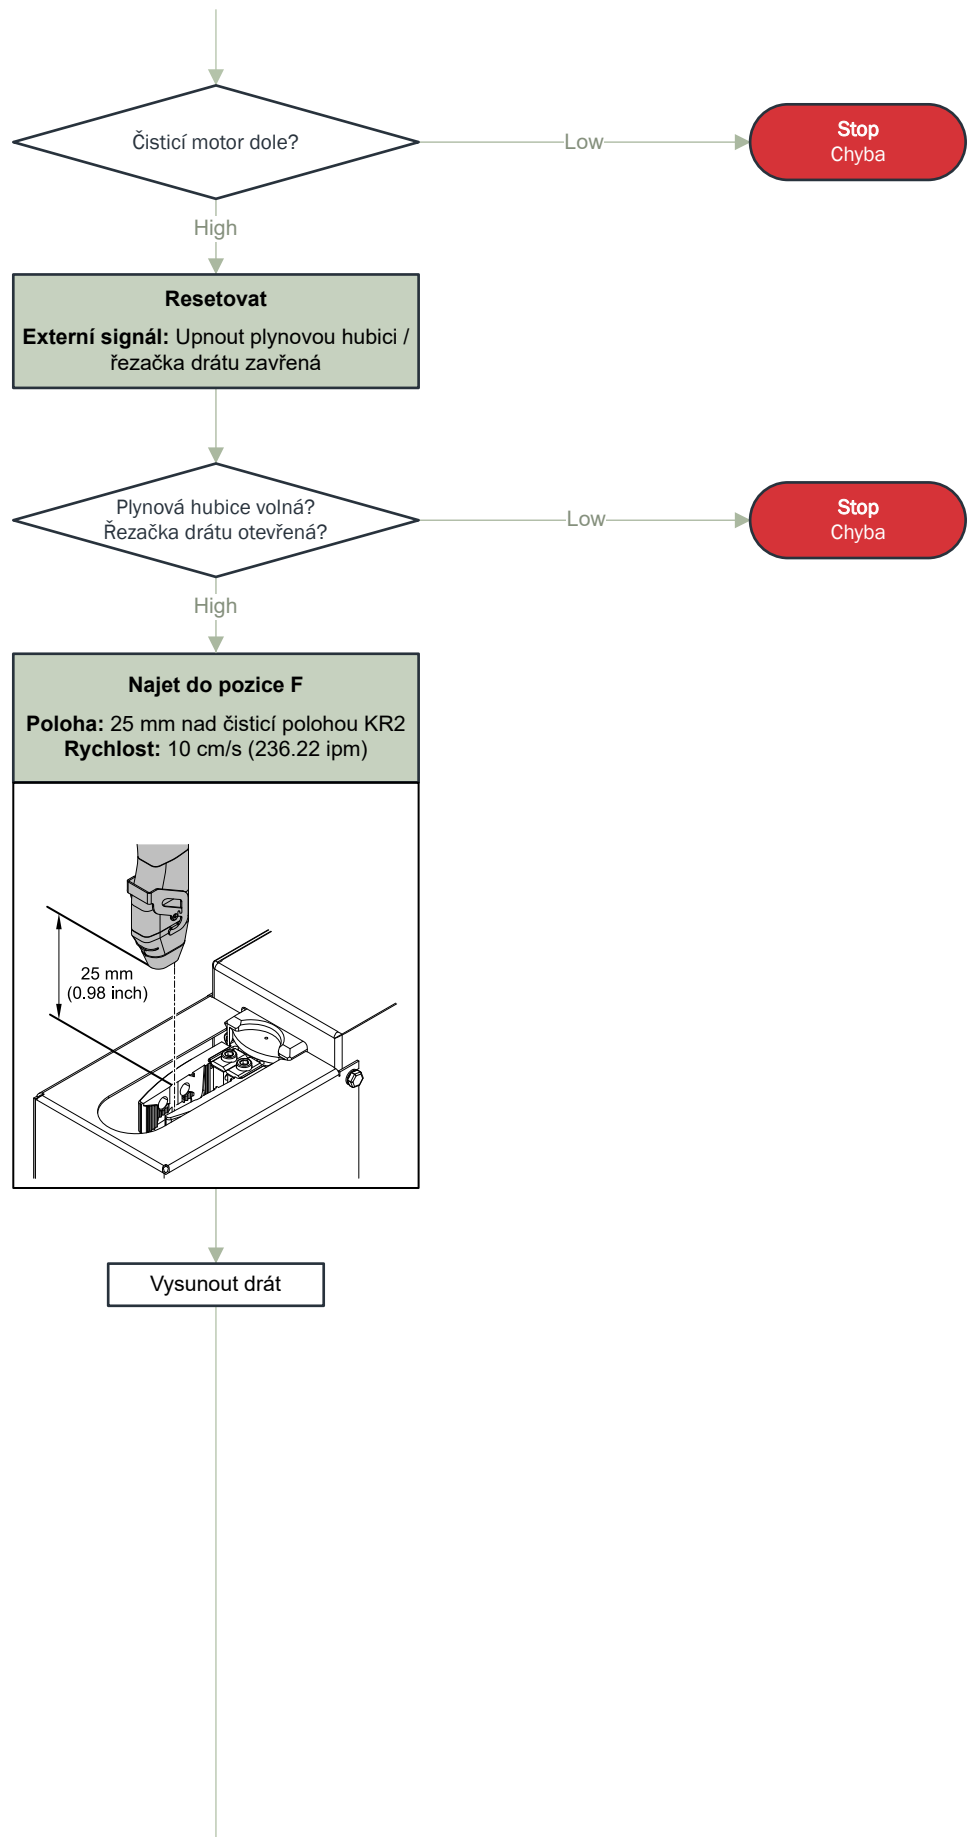 Čisticí motor dole?
Low
Stop
Chyba
High
Resetovat
Externí signál: Upnout plynovou hubici /
řezačka drátu zavřená
Plynová hubice volná?
Řezačka drátu otevřená?
Low
Stop
Chyba
High
Najet do pozice F
Poloha: 25 mm nad čisticí polohou KR2
Rychlost: 10 cm/s (236.22 ipm)
25 mm
(0.98 inch)
Vysunout drát